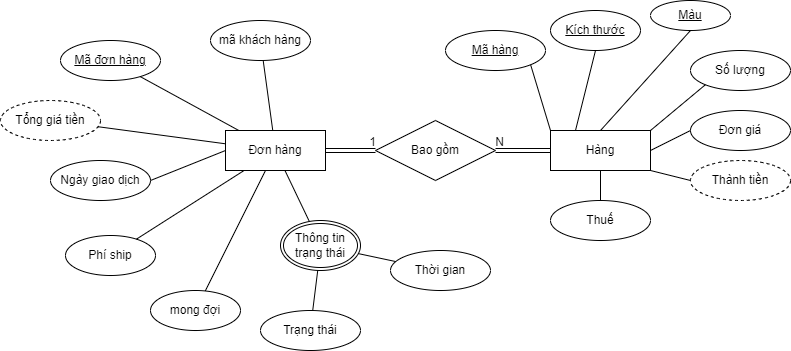 Màu
Kích thước
mã khách hàng
Mã hàng
Mã đơn hàng
Số lượng
Tổng giá tiền
Đơn giá
Đơn hàng
1
Bao gồm
N
Hàng
Ngày giao dịch
Thành tiền
Thuế
Thông tin
trạng thái
Phí ship
Thời gian
mong đợi
Trạng thái